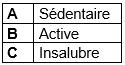 A Sédentaire
B Active
C Insalubre